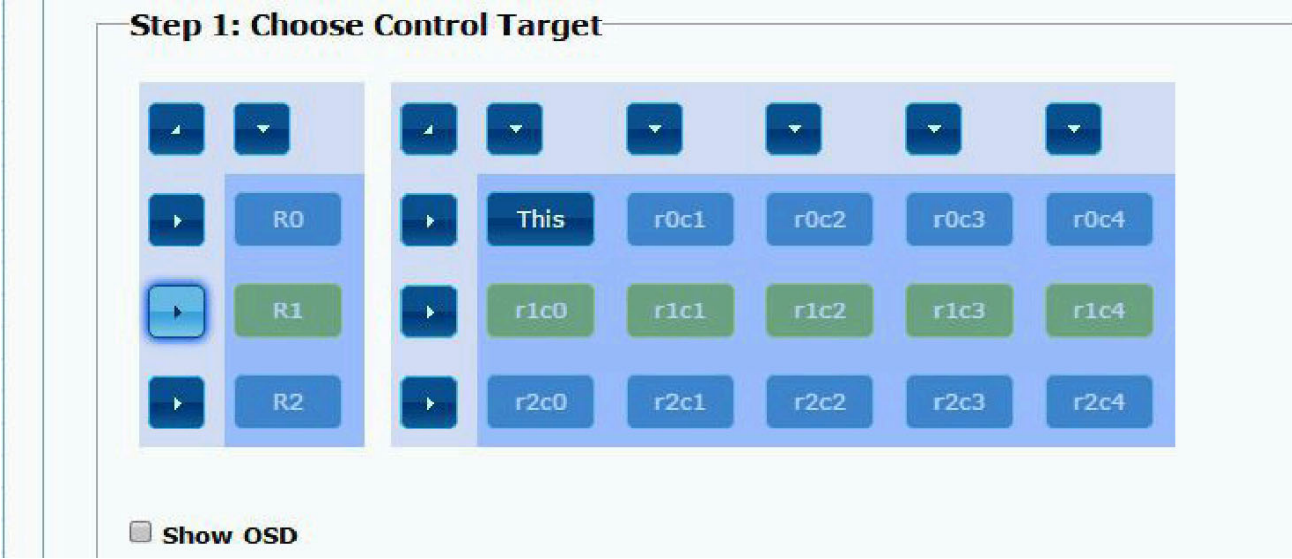 Step 1: Choose Control Target
R0 This r0c1 r0c2 r0c3 r0c4
R1 r1c0 r1c1 r1c2 r1c3 r1c4
R2 r2c0 r2c1 r2c2 r2c3 r2c4
Show OSD